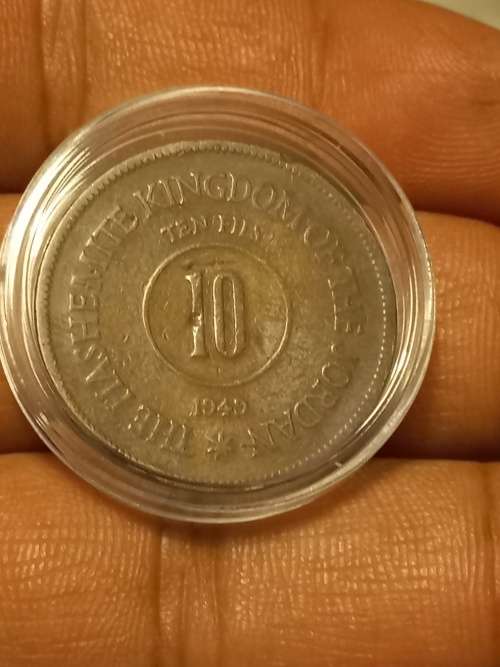 THE HASHEMITE KINGDOM OF THE JORDAN
TEN FILS
10
1949